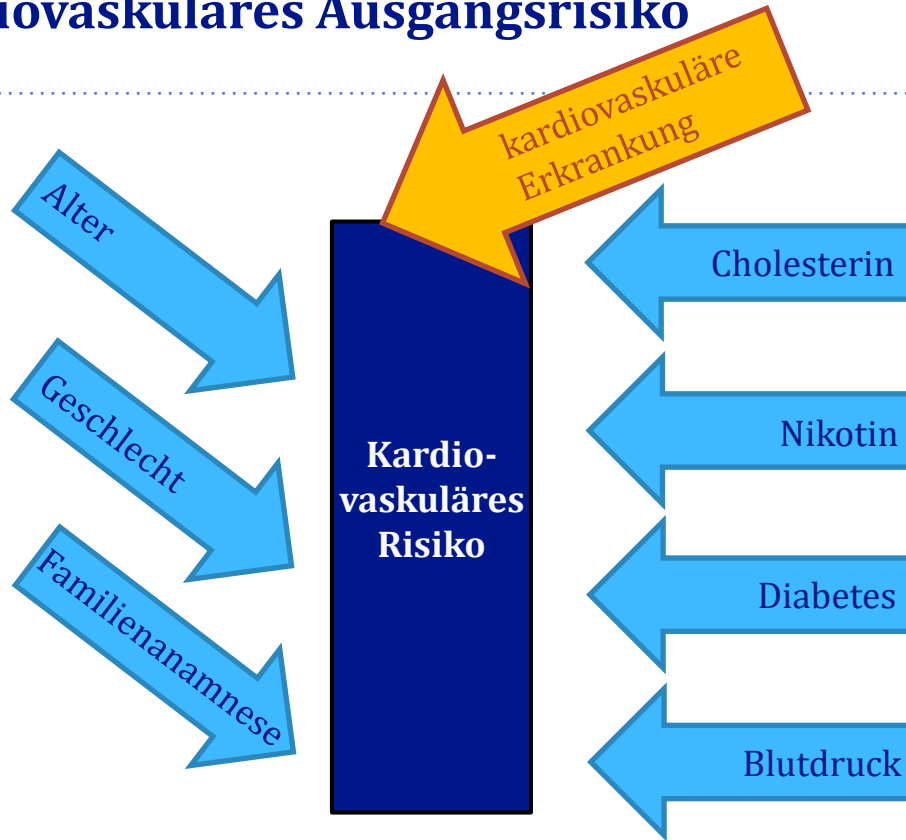 iovaskuläres Ausgangsrisiko
kardiovaskuläre
Erkrankung
Alter
Geschlecht
Familienanamnese
Kardio-
vaskuläres
Risiko
Cholesterin
Nikotin
Diabetes
Blutdruck